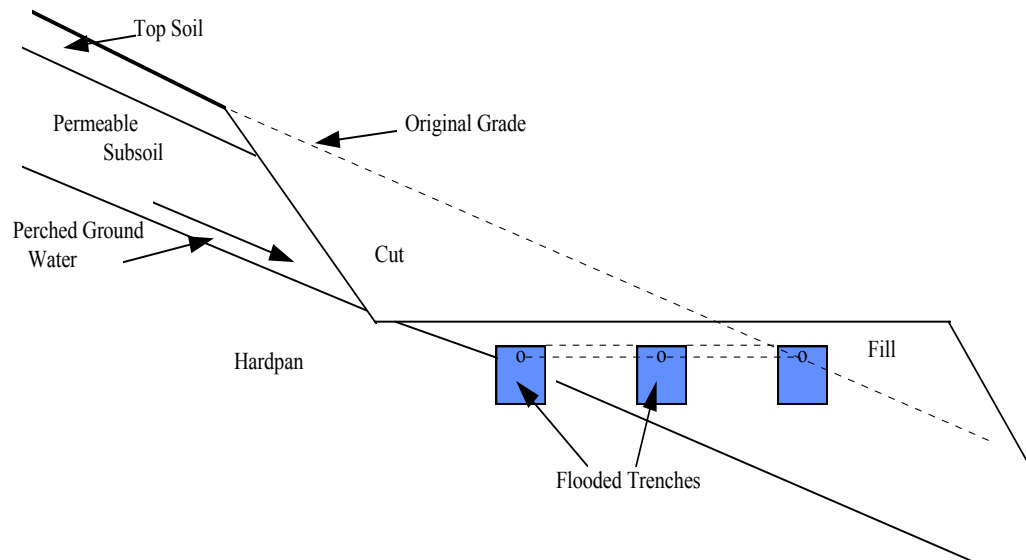 Top Soil
Original Grade
Permeable
Subsoil
Perched Ground
Water
Cut
Hardpan
Fill
o o o
Flooded Trenches